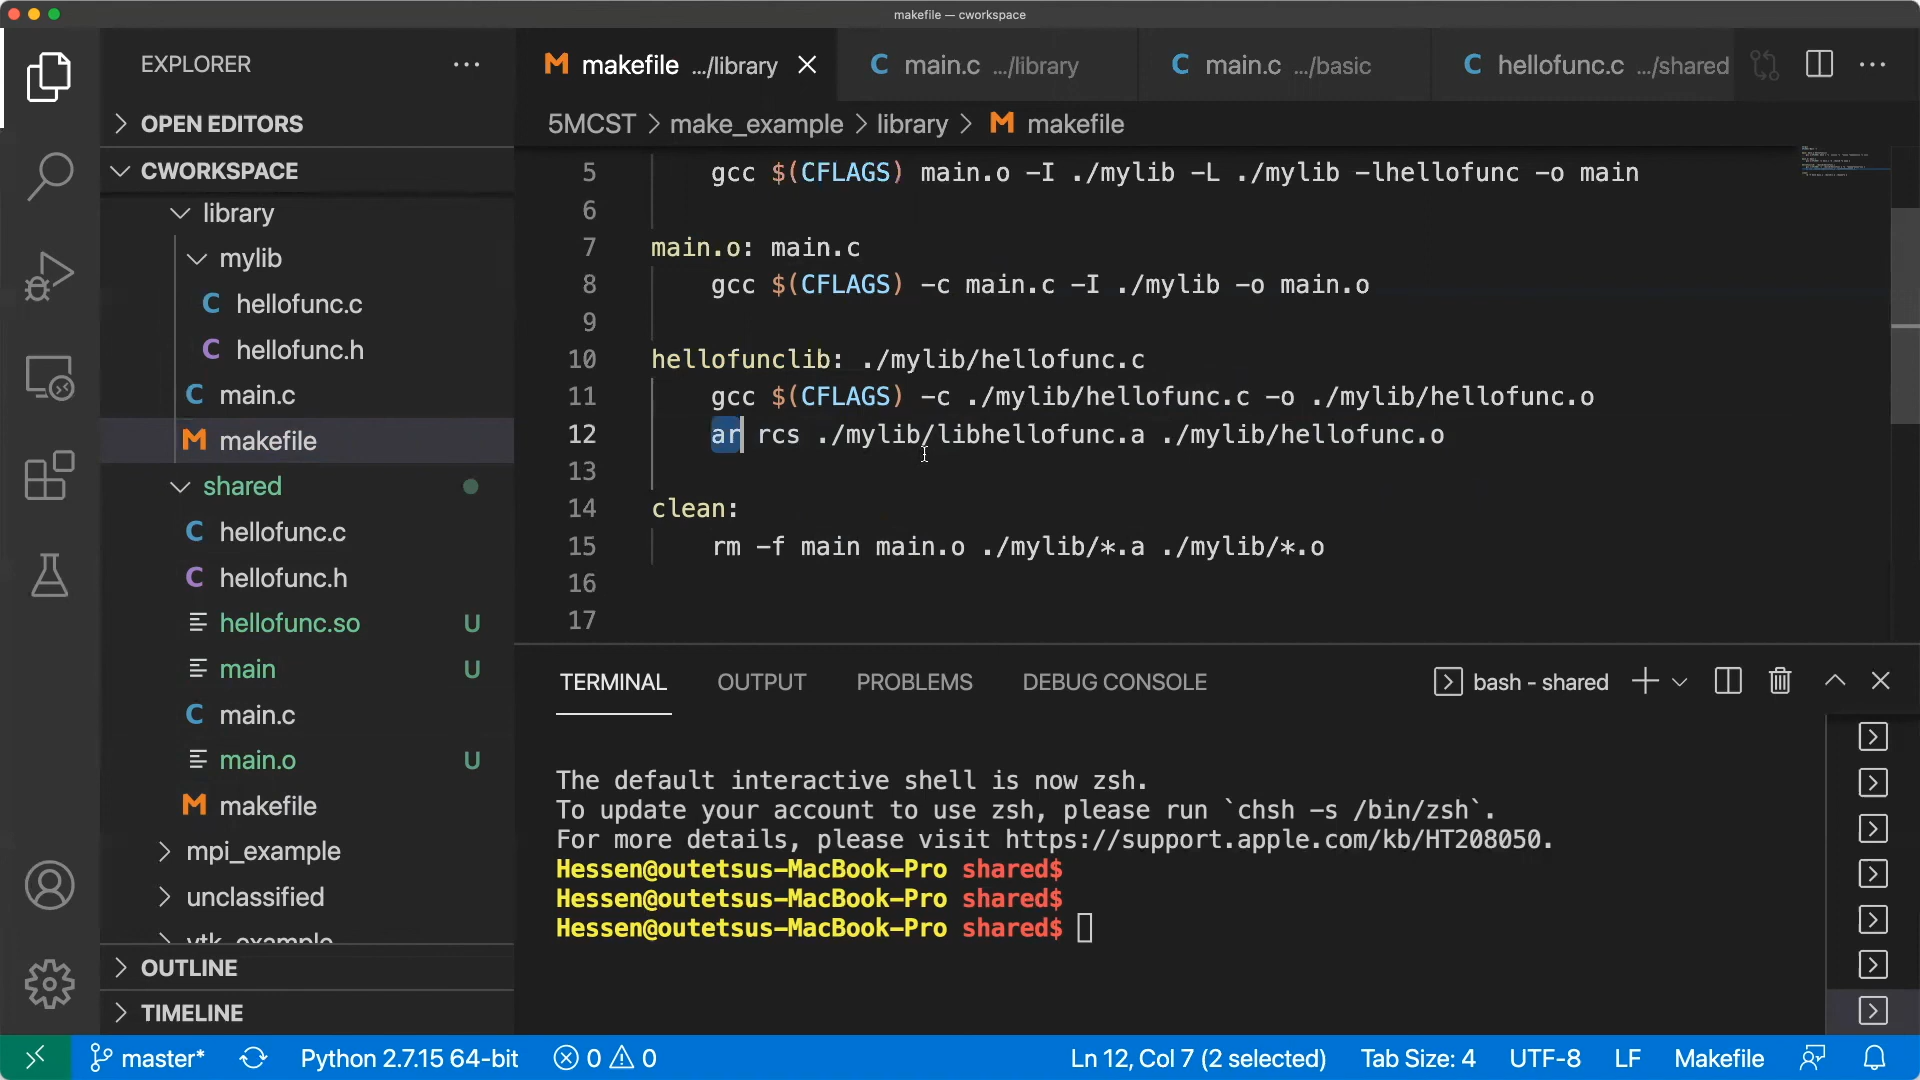 makefile — cworkspace
EXPLORER
OPEN EDITORS
CWORKSPACE
library
mylib
C hellofunc.c
C hellofunc.h
C main.c
M makefile
shared
C hellofunc.c
C hellofunc.h
hellofunc.so U
main U
C main.c
main.o U
M makefile
mpi_example
unclassified
vtk_example
OUTLINE
TIMELINE
M makefile .../library
C main.c .../library
C main.c .../basic
C hellofunc.c .../shared
5MCST > make_example > library > M makefile
5 gcc $(CFLAGS) main.o -I ./mylib -L ./mylib -lhellofunc -o main
6
7 main.o: main.c
8 gcc $(CFLAGS) -c main.c -I ./mylib -o main.o
9
10 hellofunclib: ./mylib/hellofunc.c
11 gcc $(CFLAGS) -c ./mylib/hellofunc.c -o ./mylib/hellofunc.o
12 ar rcs ./mylib/libhellofunc.a ./mylib/hellofunc.o
13
14 clean:
15 rm -f main main.o ./mylib/*.a ./mylib/*.o
16
17
TERMINAL OUTPUT PROBLEMS DEBUG CONSOLE bash - shared
The default interactive shell is now zsh.
To update your account to use zsh, please run `chsh -s /bin/zsh`.
For more details, please visit https://support.apple.com/kb/HT208050.
Hessen@outetsus-MacBook-Pro shared$
Hessen@outetsus-MacBook-Pro shared$
Hessen@outetsus-MacBook-Pro shared$
master* Python 2.7.15 64-bit 0 0 Ln 12, Col 7 (2 selected) Tab Size: 4 UTF-8 LF Makefile